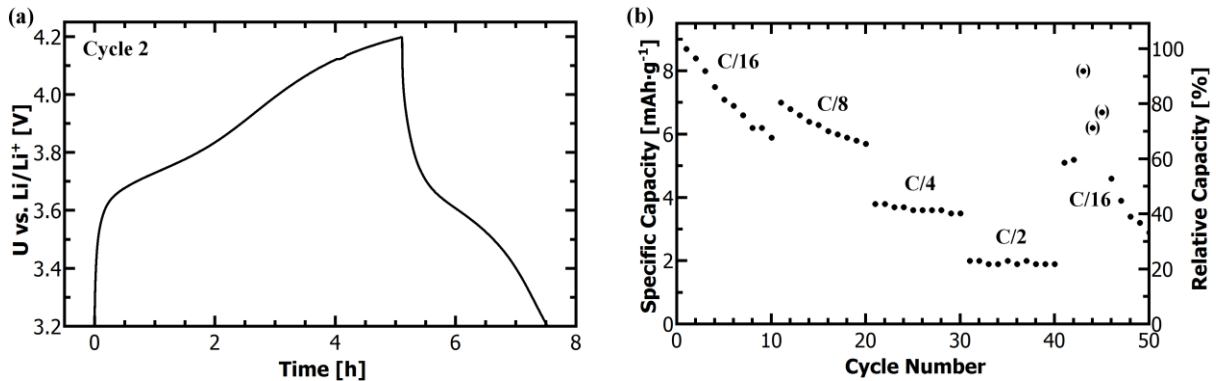 (a)
Cycle 2
U vs. Li/Li⁺ [V]
4.2
4.0
3.8
3.6
3.4
3.2
0 2 4 6 8
Time [h]
(b)
Specific Capacity [mAh·g⁻¹]
8
6
4
2
0
C/16
C/8
C/4
C/2
C/16
(•)
(•)
(•)
100
80
60
40
20
0
Relative Capacity [%]
0 10 20 30 40 50
Cycle Number